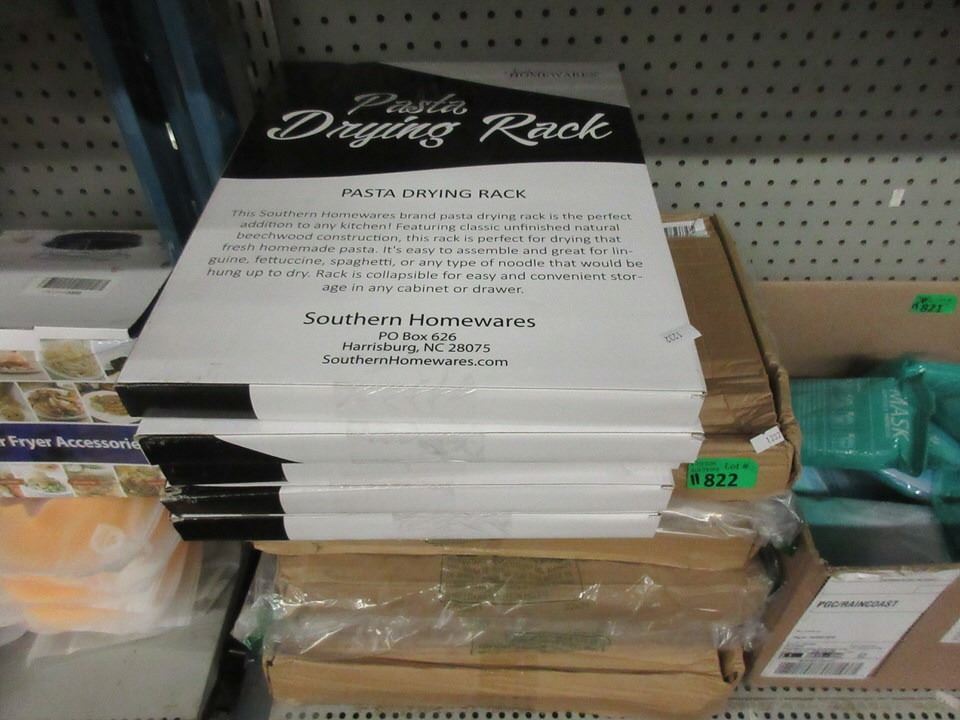 HOMEWARES
Pasta
Drying Rack
PASTA DRYING RACK
This Southern Homewares brand pasta drying rack is the perfect
addition to any kitchen! Featuring classic unfinished natural
beechwood construction, this rack is perfect for drying that
fresh homemade pasta. It's easy to assemble and great for lin-
guine, fettuccine, spaghetti, or any type of noodle that would be
hung up to dry. Rack is collapsible for easy and convenient stor-
age in any cabinet or drawer.
Southern Homewares
PO Box 626
Harrisburg, NC 28075
SouthernHomewares.com
1232
1232
Lot #
822
821
r Fryer Accessorie
MASK
PGC/RAINCOAST